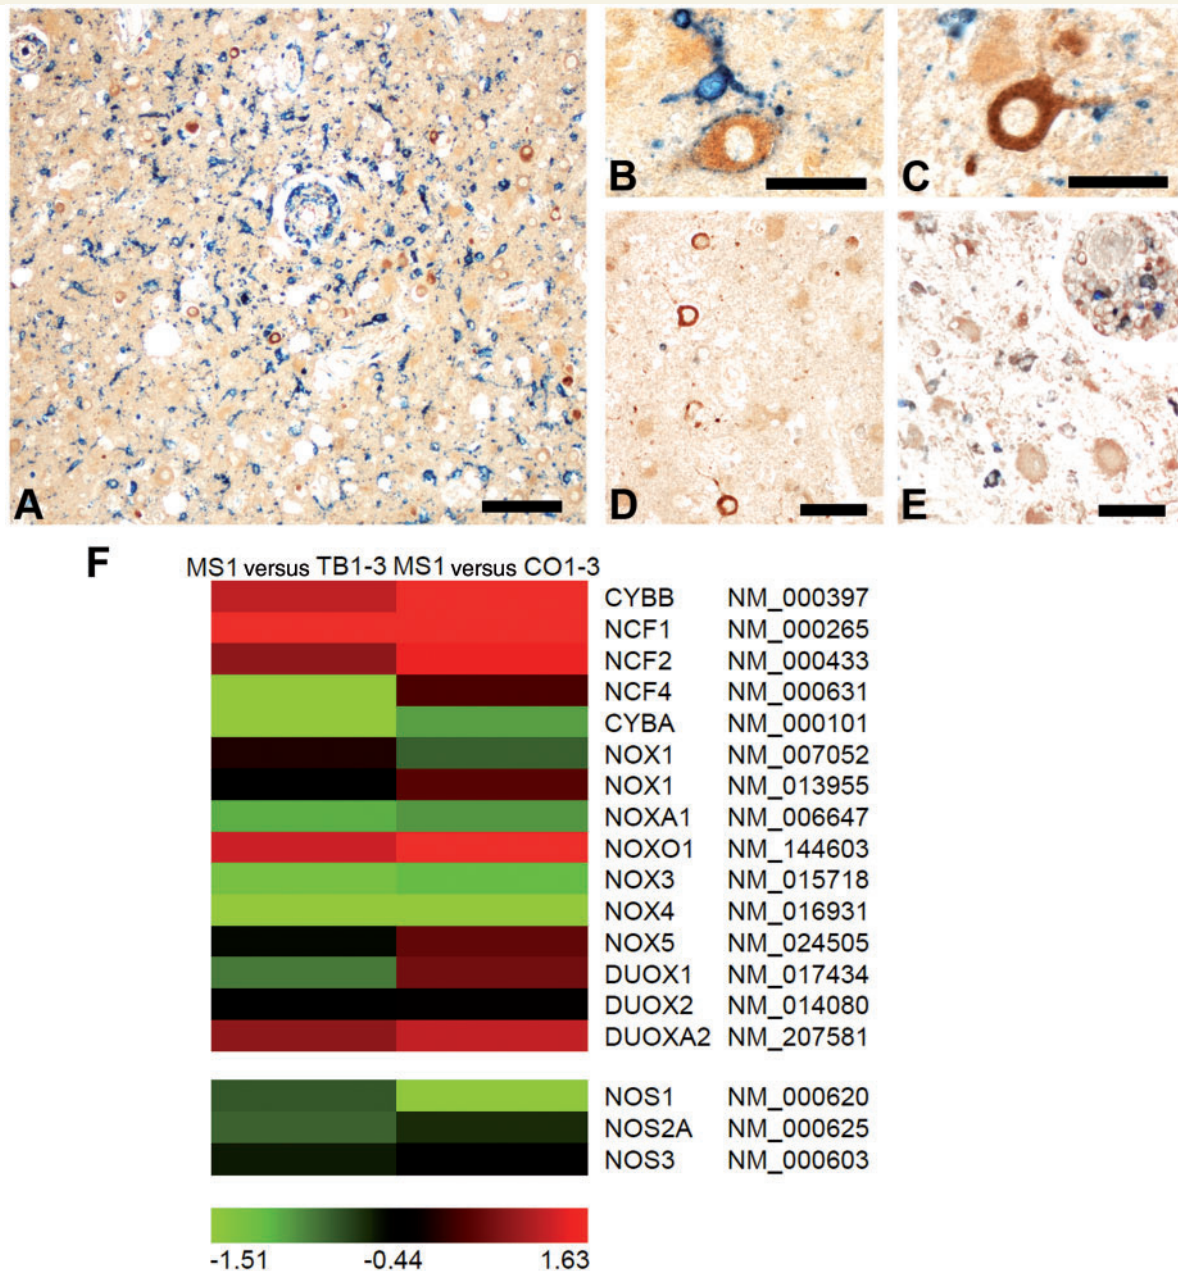 A
B
C
D
E
F
MS1 versus TB1-3 MS1 versus CO1-3
CYBB NM_000397
NCF1 NM_000265
NCF2 NM_000433
NCF4 NM_000631
CYBA NM_000101
NOX1 NM_007052
NOX1 NM_013955
NOXA1 NM_006647
NOXO1 NM_144603
NOX3 NM_015718
NOX4 NM_016931
NOX5 NM_024505
DUOX1 NM_017434
DUOX2 NM_014080
DUOXA2 NM_207581
NOS1 NM_000620
NOS2A NM_000625
NOS3 NM_000603
-1.51 -0.44 1.63